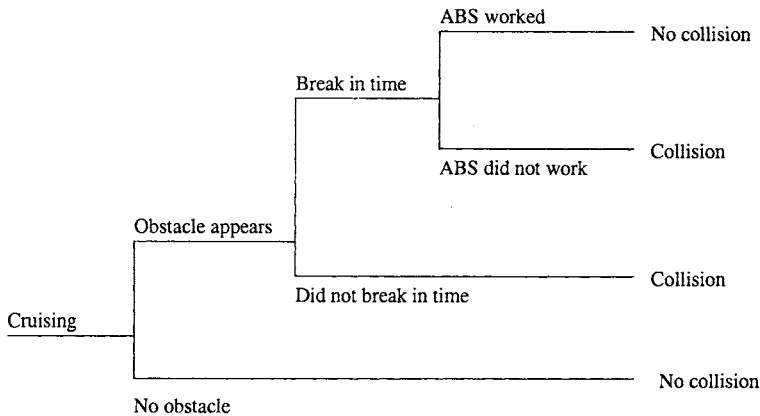 ABS worked
No collision
Break in time
Collision
ABS did not work
Obstacle appears
Collision
Did not break in time
Cruising
No collision
No obstacle